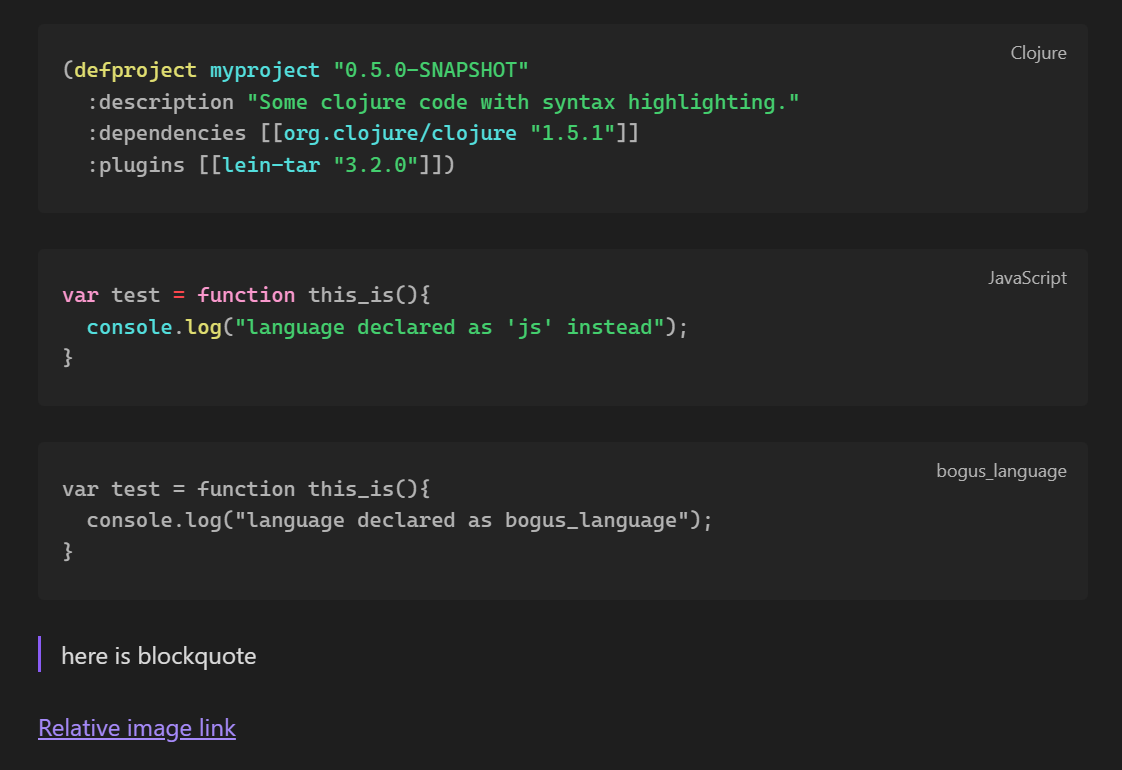 Clojure
(defproject myproject "0.5.0-SNAPSHOT"
  :description "Some clojure code with syntax highlighting."
  :dependencies [[org.clojure/clojure "1.5.1"]]
  :plugins [[lein-tar "3.2.0"]])
JavaScript
var test = function this_is(){
  console.log("language declared as 'js' instead");
}
bogus_language
var test = function this_is(){
  console.log("language declared as bogus_language");
}
here is blockquote
Relative image link